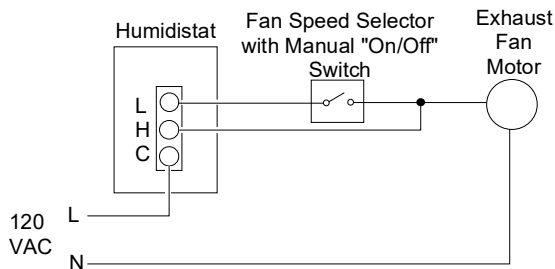 Humidistat
Fan Speed Selector
with Manual "On/Off"
Switch
Exhaust
Fan
Motor
L
H
C
120
VAC
L
N